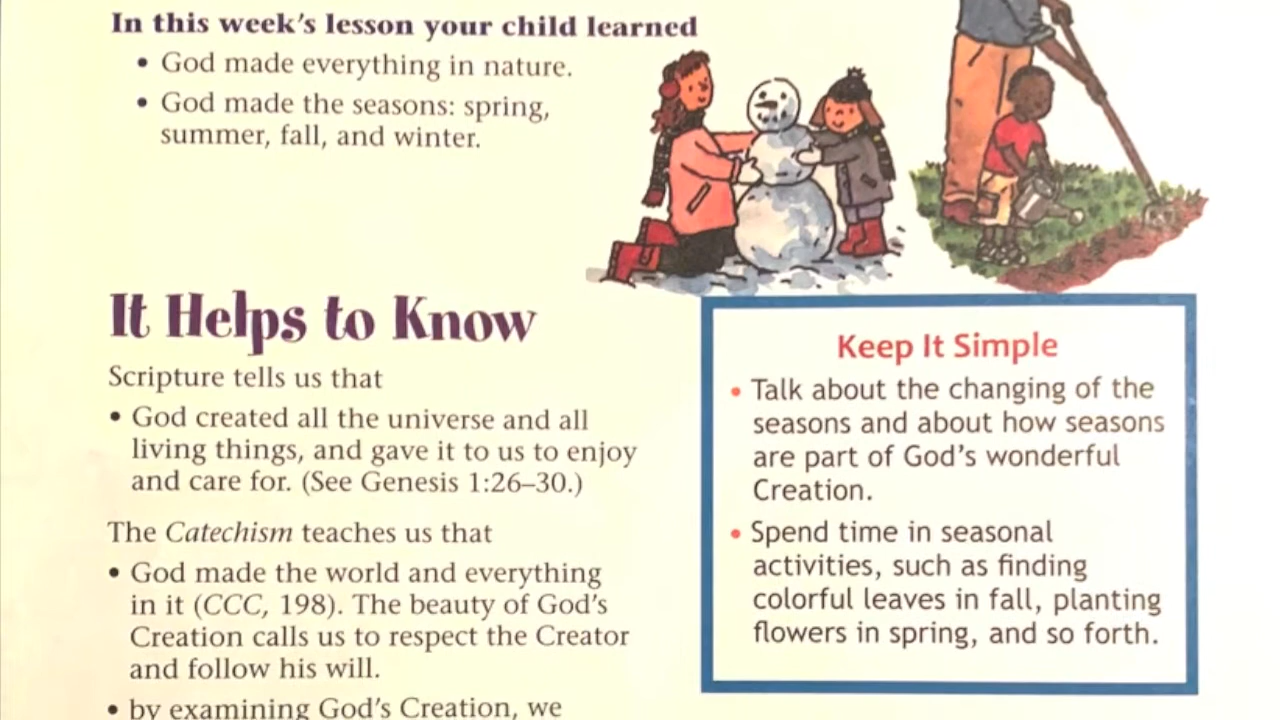 In this week's lesson your child learned
• God made everything in nature.
• God made the seasons: spring,
summer, fall, and winter.
It Helps to Know
Scripture tells us that
• God created all the universe and all
living things, and gave it to us to enjoy
and care for. (See Genesis 1:26–30.)
The Catechism teaches us that
• God made the world and everything
in it (CCC, 198). The beauty of God's
Creation calls us to respect the Creator
and follow his will.
• by examining God's Creation, we
Keep It Simple
• Talk about the changing of the
seasons and about how seasons
are part of God's wonderful
Creation.
• Spend time in seasonal
activities, such as finding
colorful leaves in fall, planting
flowers in spring, and so forth.